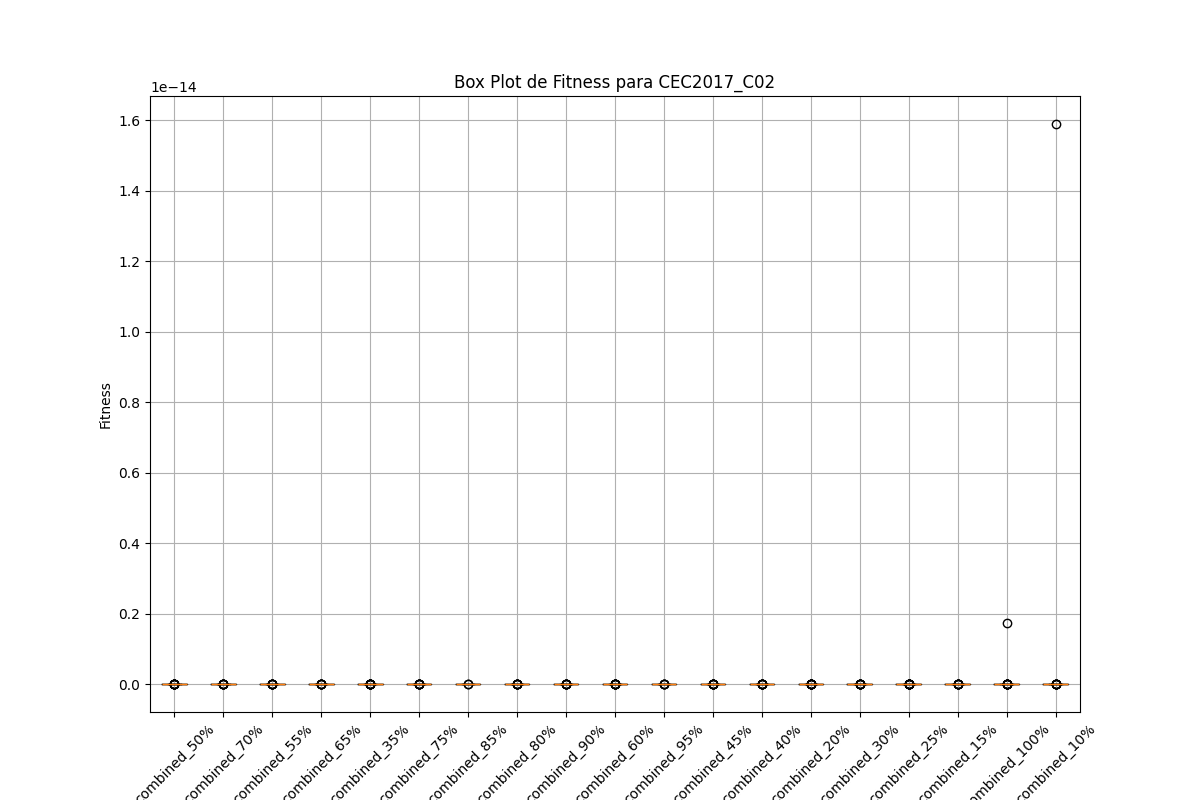 Box Plot de Fitness para CEC2017_C02
1e−14
1.6
1.4
1.2
1.0
0.8
0.6
0.4
0.2
0.0
Fitness
combined_50%
combined_70%
combined_55%
combined_65%
combined_35%
combined_75%
combined_85%
combined_80%
combined_90%
combined_60%
combined_95%
combined_45%
combined_40%
combined_20%
combined_30%
combined_25%
combined_15%
ombined_100%
combined_10%